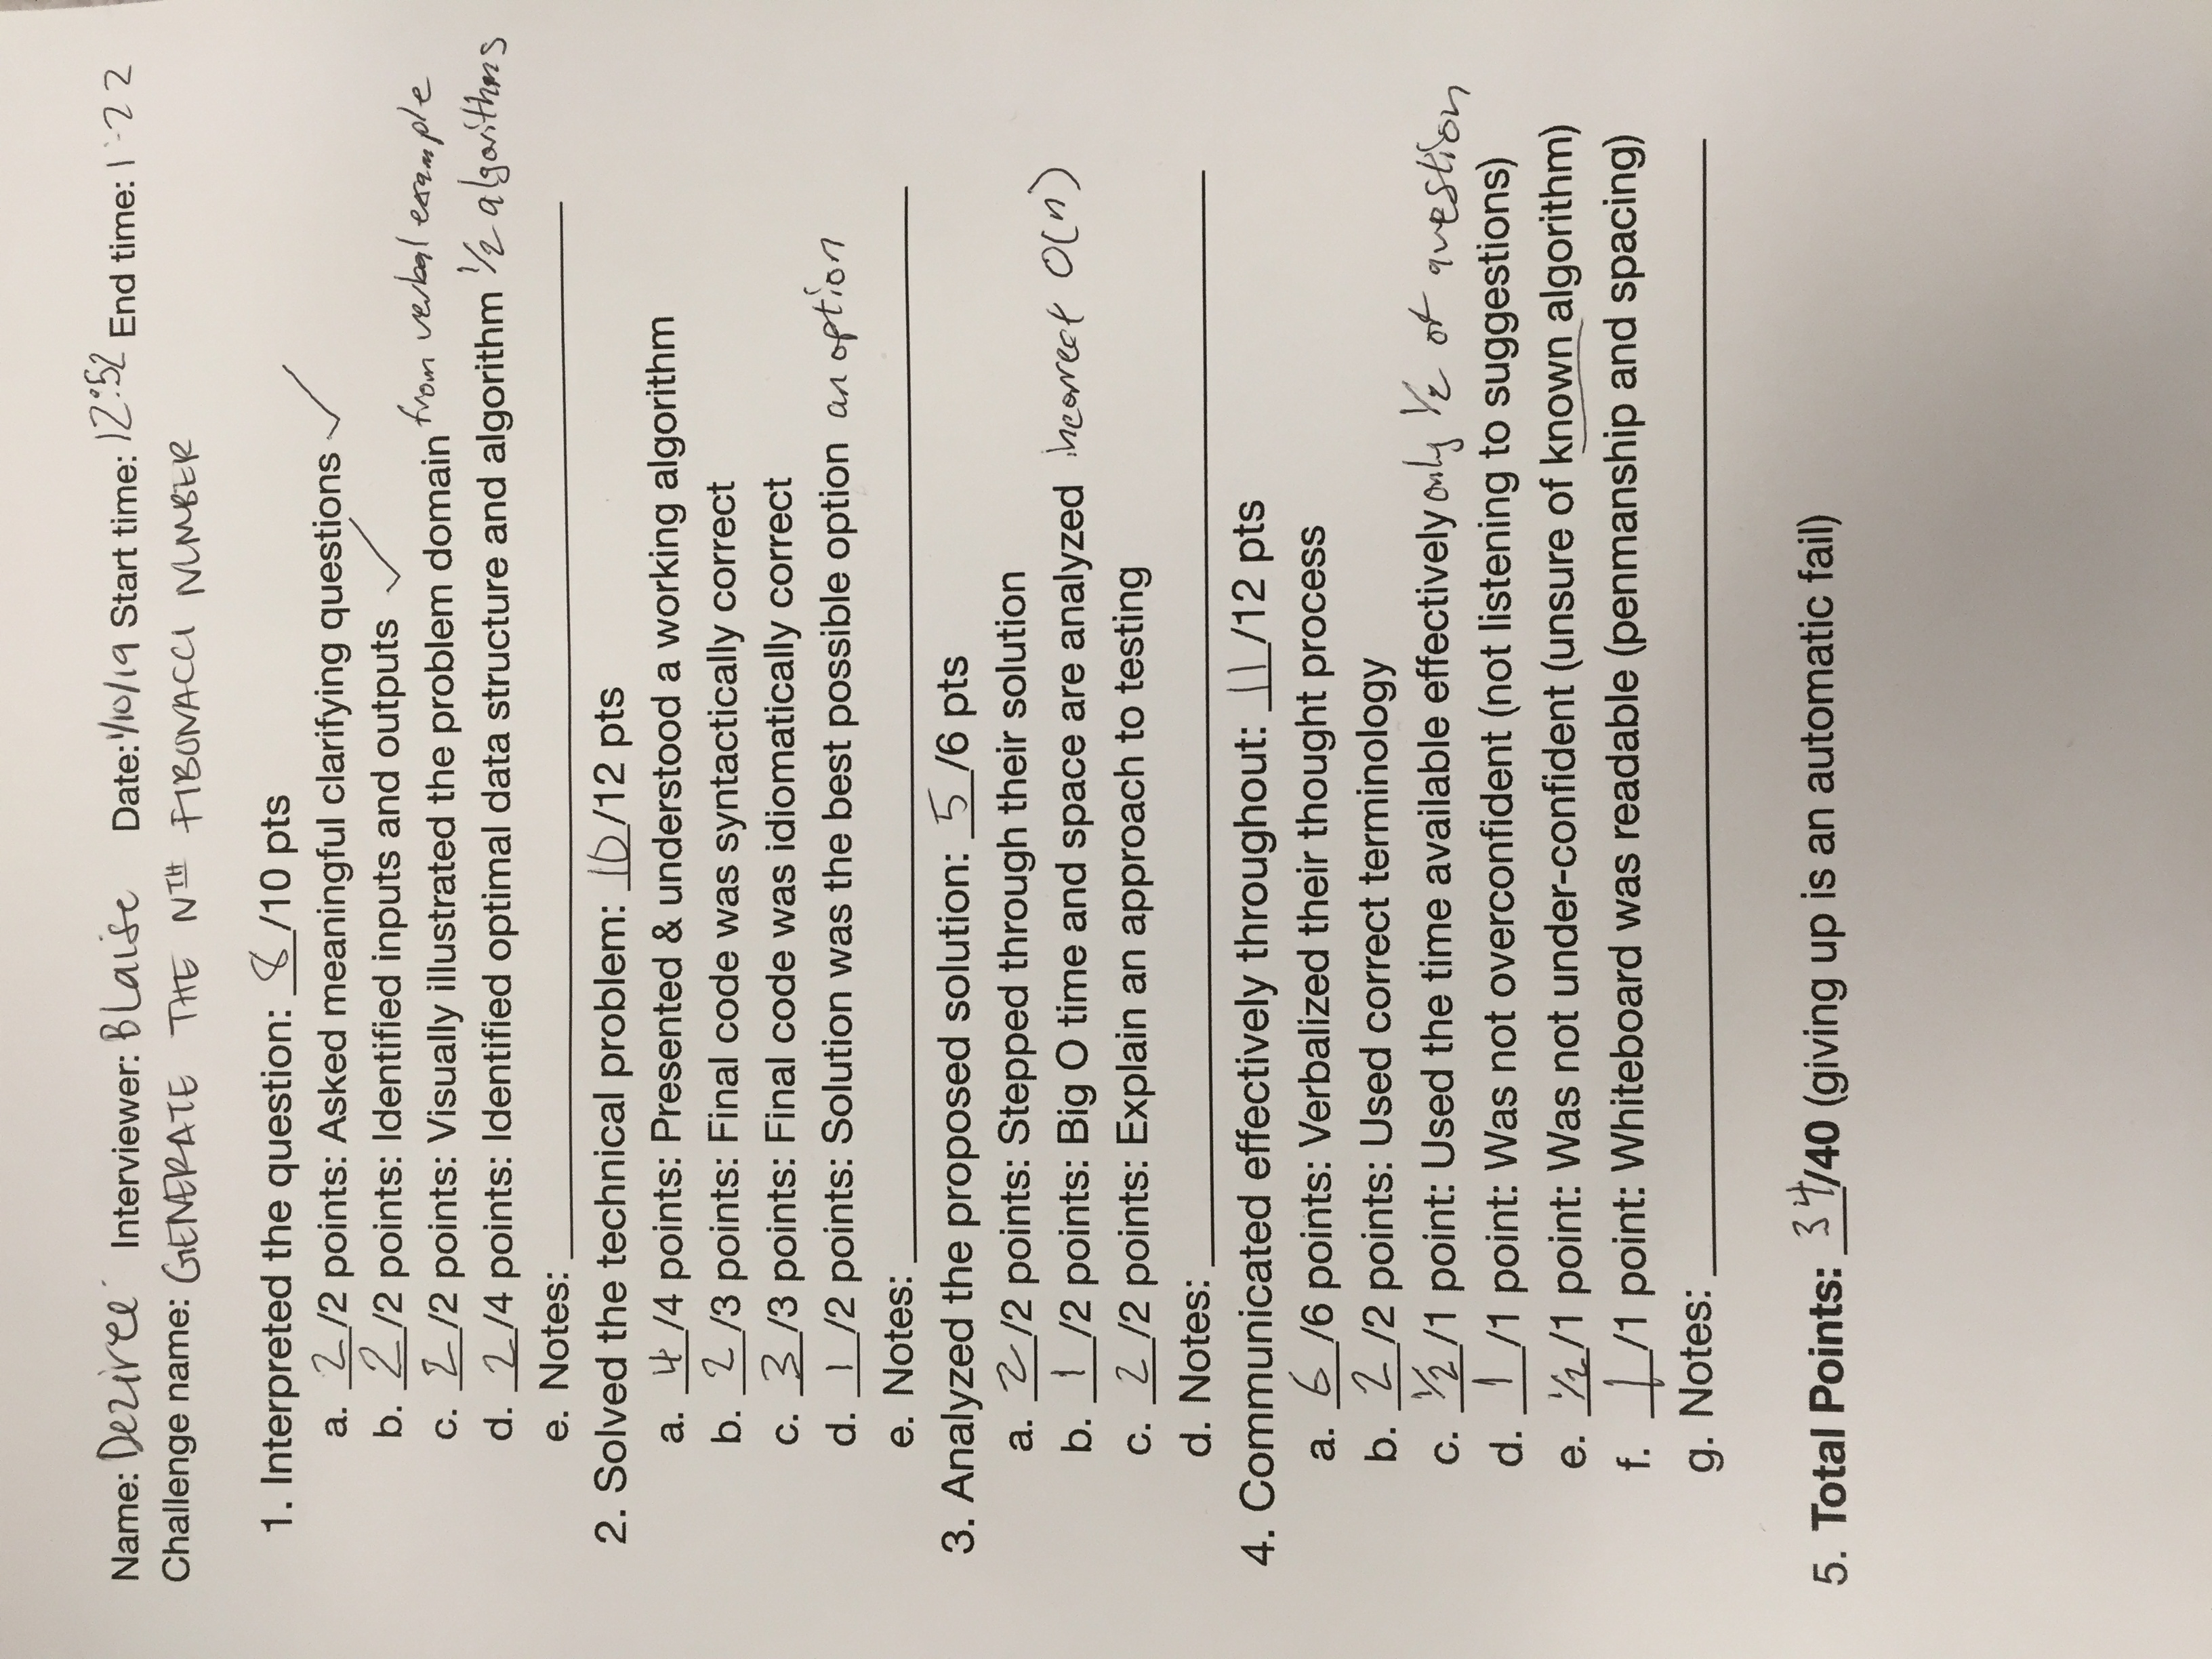 Name: Deziree Interviewer: Blaise Date: 1/10/19 Start time: 12:52 End time: 1:22
Challenge name: GENERATE THE NTH FIBONACCI NUMBER
1. Interpreted the question: 8/10 pts
a. 2/2 points: Asked meaningful clarifying questions ✓
b. 2/2 points: Identified inputs and outputs ✓
c. 2/2 points: Visually illustrated the problem domain from verbal example
d. 2/4 points: Identified optimal data structure and algorithm 1/2 algorithms
e. Notes:
2. Solved the technical problem: 10/12 pts
a. 4/4 points: Presented & understood a working algorithm
b. 2/3 points: Final code was syntactically correct
c. 3/3 points: Final code was idiomatically correct
d. 1/2 points: Solution was the best possible option an option
e. Notes:
3. Analyzed the proposed solution: 5/6 pts
a. 2/2 points: Stepped through their solution
b. 1/2 points: Big O time and space are analyzed incorrect O(n)
c. 2/2 points: Explain an approach to testing
d. Notes:
4. Communicated effectively throughout: 11/12 pts
a. 6/6 points: Verbalized their thought process
b. 2/2 points: Used correct terminology
c. 1/2/1 point: Used the time available effectively only 1/2 of question
d. 1/1 point: Was not overconfident (not listening to suggestions)
e. 1/2/1 point: Was not under-confident (unsure of known algorithm)
f. 1/1 point: Whiteboard was readable (penmanship and spacing)
g. Notes:
5. Total Points: 34/40 (giving up is an automatic fail)